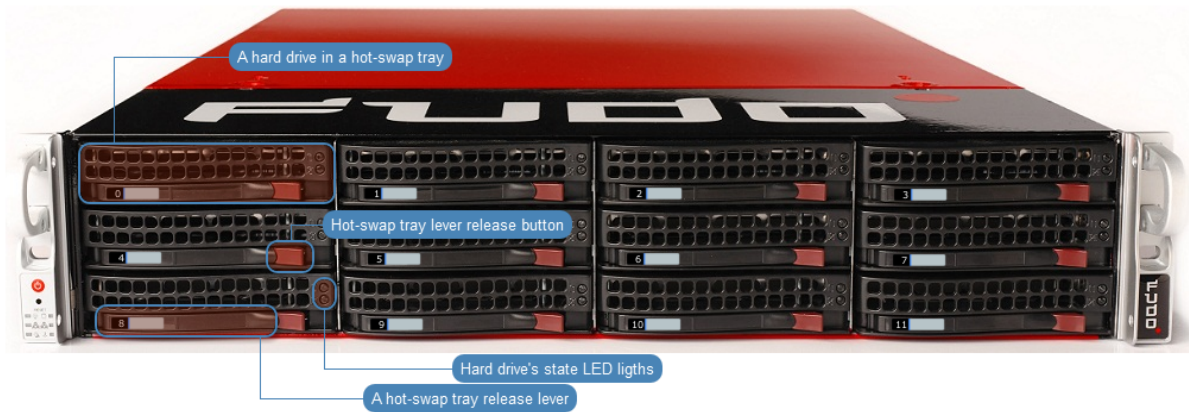 A hard drive in a hot-swap tray
FUDO
0
1
2
3
Hot-swap tray lever release button
4
5
6
7
8
9
10
11
FUDO
RESET
Hard drive's state LED ligths
A hot-swap tray release lever